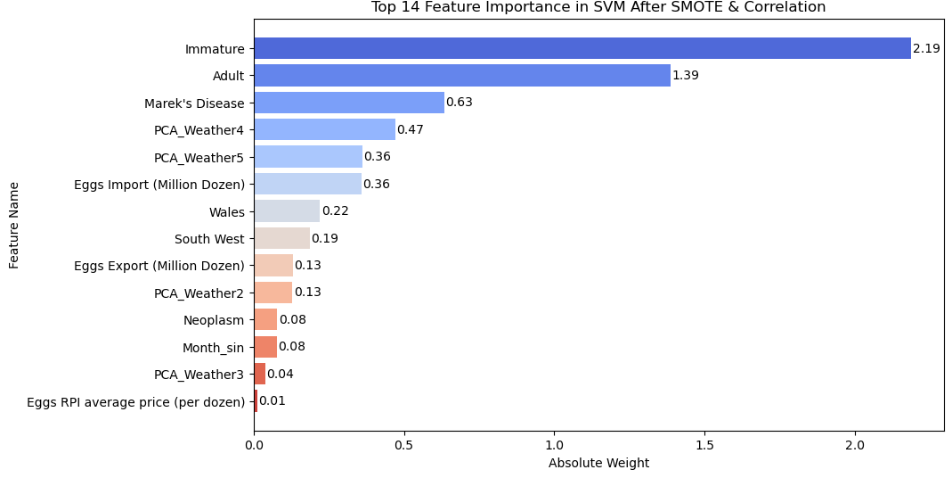 Top 14 Feature Importance in SVM After SMOTE & Correlation
Feature Name
Immature 2.19
Adult 1.39
Marek's Disease 0.63
PCA_Weather4 0.47
PCA_Weather5 0.36
Eggs Import (Million Dozen) 0.36
Wales 0.22
South West 0.19
Eggs Export (Million Dozen) 0.13
PCA_Weather2 0.13
Neoplasm 0.08
Month_sin 0.08
PCA_Weather3 0.04
Eggs RPI average price (per dozen) 0.01
0.0 0.5 1.0 1.5 2.0
Absolute Weight